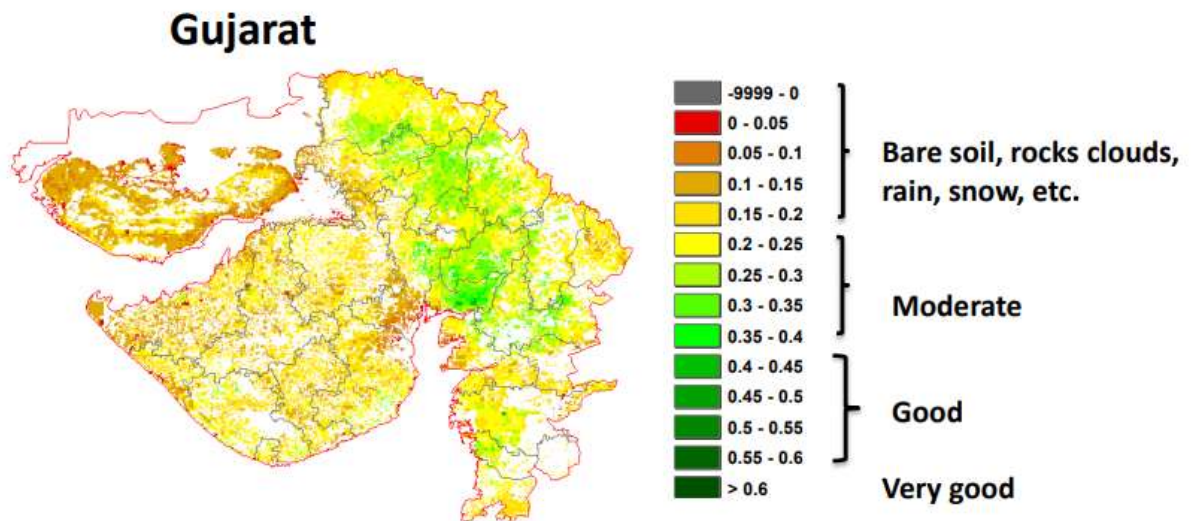 Gujarat
-9999 - 0
0 - 0.05
0.05 - 0.1
0.1 - 0.15
0.15 - 0.2
0.2 - 0.25
0.25 - 0.3
0.3 - 0.35
0.35 - 0.4
0.4 - 0.45
0.45 - 0.5
0.5 - 0.55
0.55 - 0.6
> 0.6
Bare soil, rocks clouds,
rain, snow, etc.
Moderate
Good
Very good